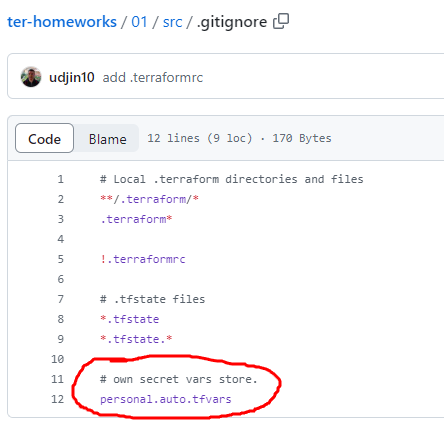 ter-homeworks / 01 / src / .gitignore
udjin10 add .terraformrc
Code Blame 12 lines (9 loc) · 170 Bytes
1 # Local .terraform directories and files
2 **/.terraform/*
3 .terraform*
4
5 !.terraformrc
6
7 # .tfstate files
8 *.tfstate
9 *.tfstate.*
10
11 # own secret vars store.
12 personal.auto.tfvars